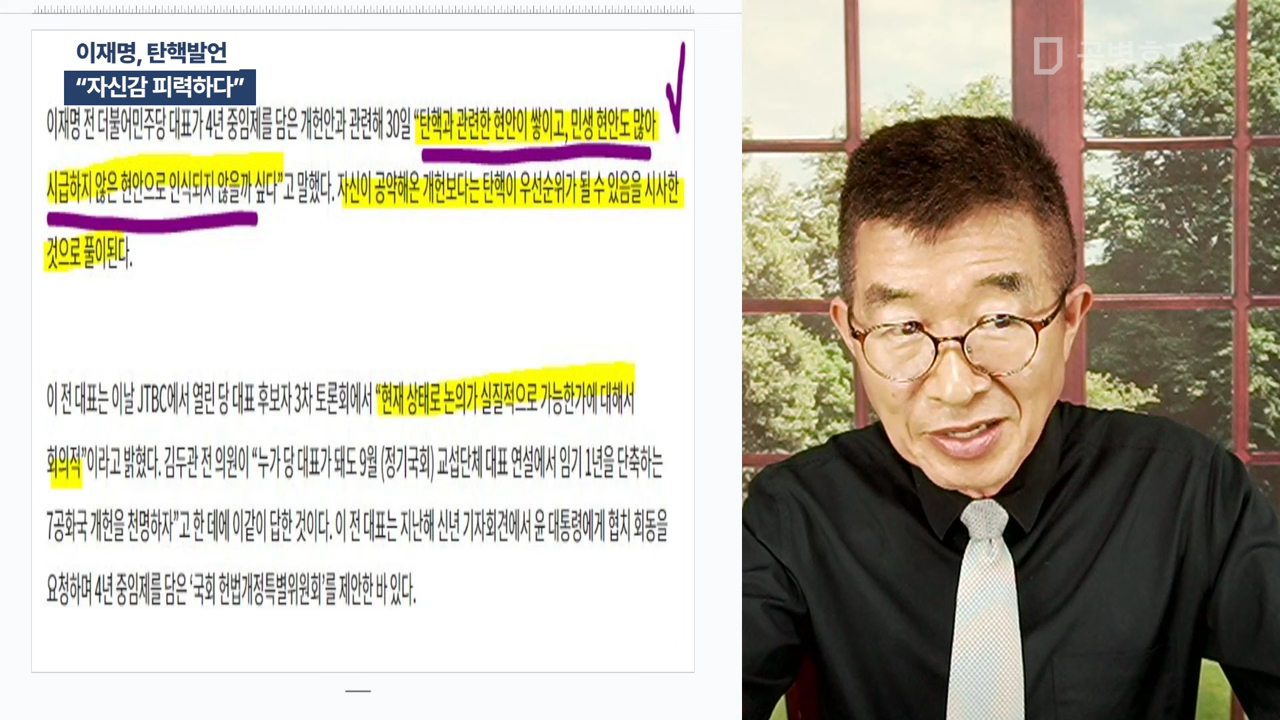 이재명, 탄핵발언
“자신감 피력하다”
이재명 전 더불어민주당 대표가 4년 중임제를 담은 개헌안과 관련해 30일 “탄핵과 관련한 현안이 쌓이고, 민생 현안도 많아
시급하지 않은 현안으로 인식되지 않을까 싶다”고 말했다. 자신이 공약해온 개헌보다는 탄핵이 우선순위가 될 수 있음을 시사한
것으로 풀이된다.
이 전 대표는 이날 JTBC에서 열린 당 대표 후보자 3차 토론회에서 “현재 상태로 논의가 실질적으로 가능한가에 대해서
회의적”이라고 밝혔다. 김두관 전 의원이 “누가 당 대표가 돼도 9월 (정기국회) 교섭단체 대표 연설에서 임기 1년을 단축하는
7공화국 개헌을 천명하자”고 한 데에 이같이 답한 것이다. 이 전 대표는 지난해 신년 기자회견에서 윤 대통령에게 협치 회동을
요청하며 4년 중임제를 담은 ‘국회 헌법개정특별위원회’를 제안한 바 있다.